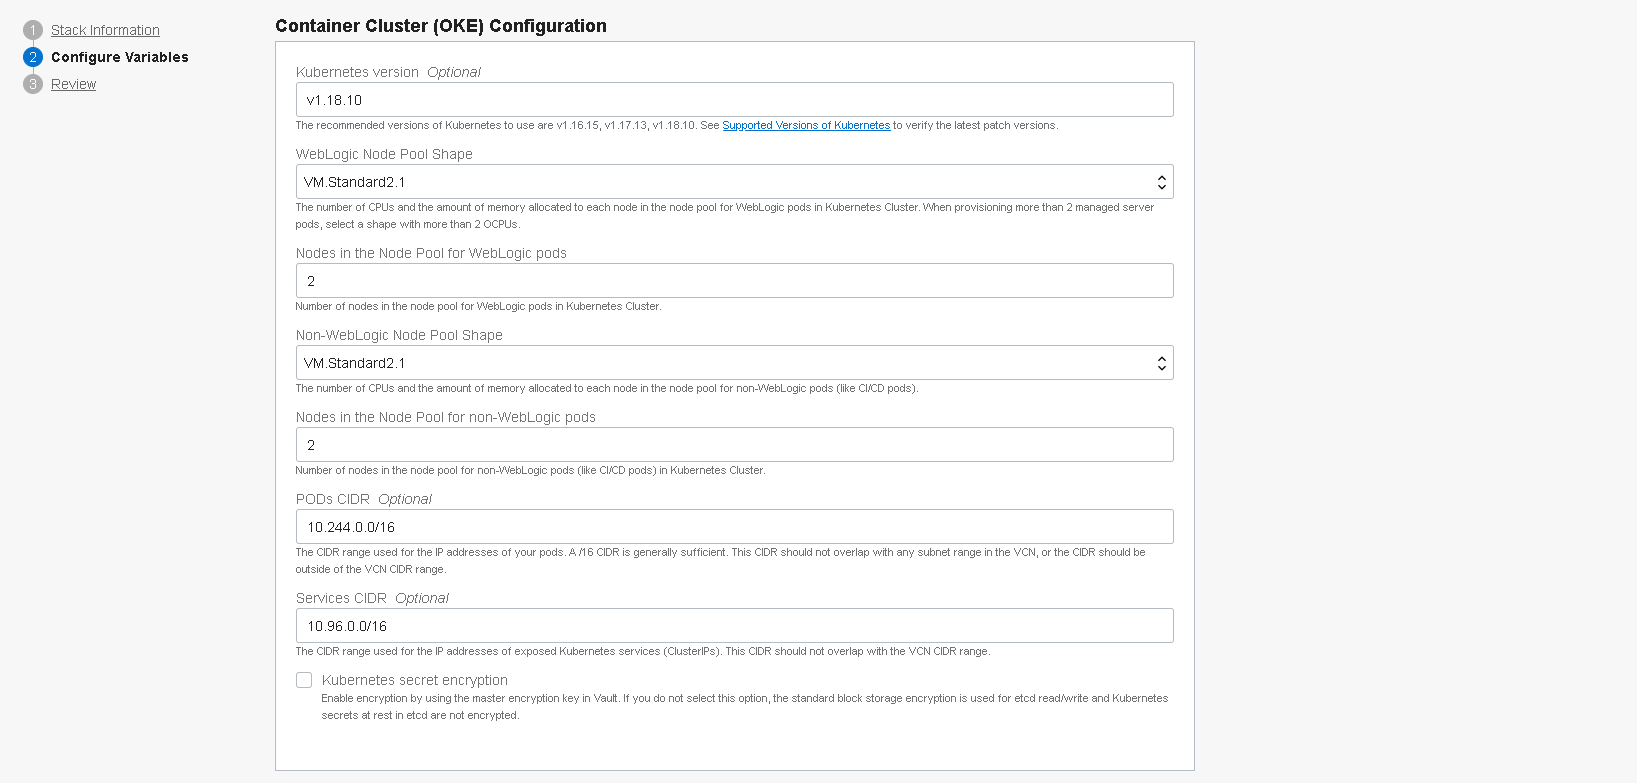 1 Stack Information
2 Configure Variables
3 Review
Container Cluster (OKE) Configuration
Kubernetes version Optional
v1.18.10
The recommended versions of Kubernetes to use are v1.16.15, v1.17.13, v1.18.10. See Supported Versions of Kubernetes to verify the latest patch versions.
WebLogic Node Pool Shape
VM.Standard2.1
The number of CPUs and the amount of memory allocated to each node in the node pool for WebLogic pods in Kubernetes Cluster. When provisioning more than 2 managed server
pods, select a shape with more than 2 OCPUs.
Nodes in the Node Pool for WebLogic pods
2
Number of nodes in the node pool for WebLogic pods in Kubernetes Cluster.
Non-WebLogic Node Pool Shape
VM.Standard2.1
The number of CPUs and the amount of memory allocated to each node in the node pool for non-WebLogic pods (like CI/CD pods).
Nodes in the Node Pool for non-WebLogic pods
2
Number of nodes in the node pool for non-WebLogic pods (like CI/CD pods) in Kubernetes Cluster.
PODs CIDR Optional
10.244.0.0/16
The CIDR range used for the IP addresses of your pods. A /16 CIDR is generally sufficient. This CIDR should not overlap with any subnet range in the VCN, or the CIDR should be
outside of the VCN CIDR range.
Services CIDR Optional
10.96.0.0/16
The CIDR range used for the IP addresses of exposed Kubernetes services (ClusterIPs). This CIDR should not overlap with the VCN CIDR range.
Kubernetes secret encryption
Enable encryption by using the master encryption key in Vault. If you do not select this option, the standard block storage encryption is used for etcd read/write and Kubernetes
secrets at rest in etcd are not encrypted.